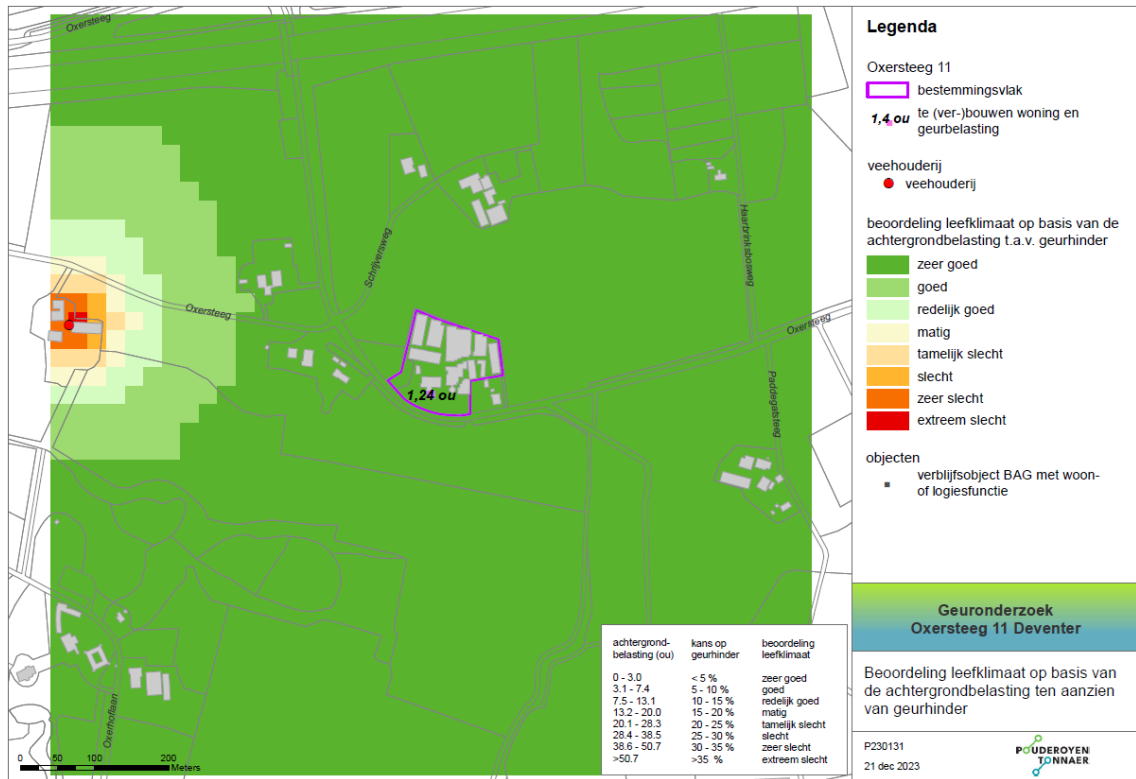 Oxersteeg
Schrijversweg
Haarbrinksbosweg
Oxersteeg
Oxersteeg
Paddegatsteeg
1,24 ou
Oxerhoflaan
0 50 100 200
Meters
achtergrond-
belasting (ou)
kans op
geurhinder
beoordeling
leefklimaat
0 - 3.0 < 5 % zeer goed
3.1 - 7.4 5 - 10 % goed
7.5 - 13.1 10 - 15 % redelijk goed
13.2 - 20.0 15 - 20 % matig
20.1 - 28.3 20 - 25 % tamelijk slecht
28.4 - 38.5 25 - 30 % slecht
38.6 - 50.7 30 - 35 % zeer slecht
>50.7 >35 % extreem slecht
Legenda
Oxersteeg 11
bestemmingsvlak
1,4 ou te (ver-)bouwen woning en
geurbelasting
veehouderij
veehouderij
beoordeling leefklimaat op basis van de
achtergrondbelasting t.a.v. geurhinder
zeer goed
goed
redelijk goed
matig
tamelijk slecht
slecht
zeer slecht
extreem slecht
objecten
verblijfsobject BAG met woon-
of logiesfunctie
Geuronderzoek
Oxersteeg 11 Deventer
Beoordeling leefklimaat op basis van
de achtergrondbelasting ten aanzien
van geurhinder
P230131
21 dec 2023
POUDEROYEN
TONNAER